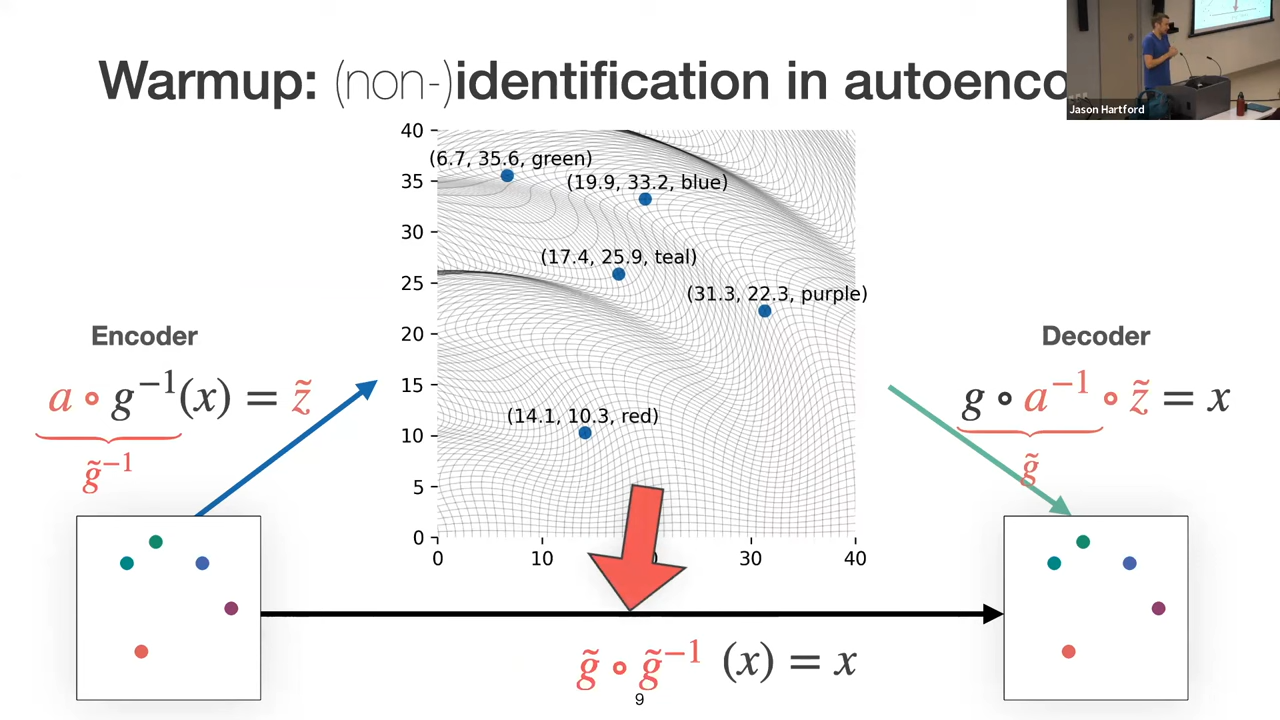 Warmup: (non-)identification in autoenco
Jason Hartford
40
35
30
25
20
15
10
5
0
0
10
30
40
(6.7, 35.6, green)
(19.9, 33.2, blue)
(17.4, 25.9, teal)
(31.3, 22.3, purple)
(14.1, 10.3, red)
Encoder
a ∘ g⁻¹(x) = z̃
g̃⁻¹
Decoder
g ∘ a⁻¹ ∘ z̃ = x
g̃
g̃ ∘ g̃⁻¹ (x) = x
9